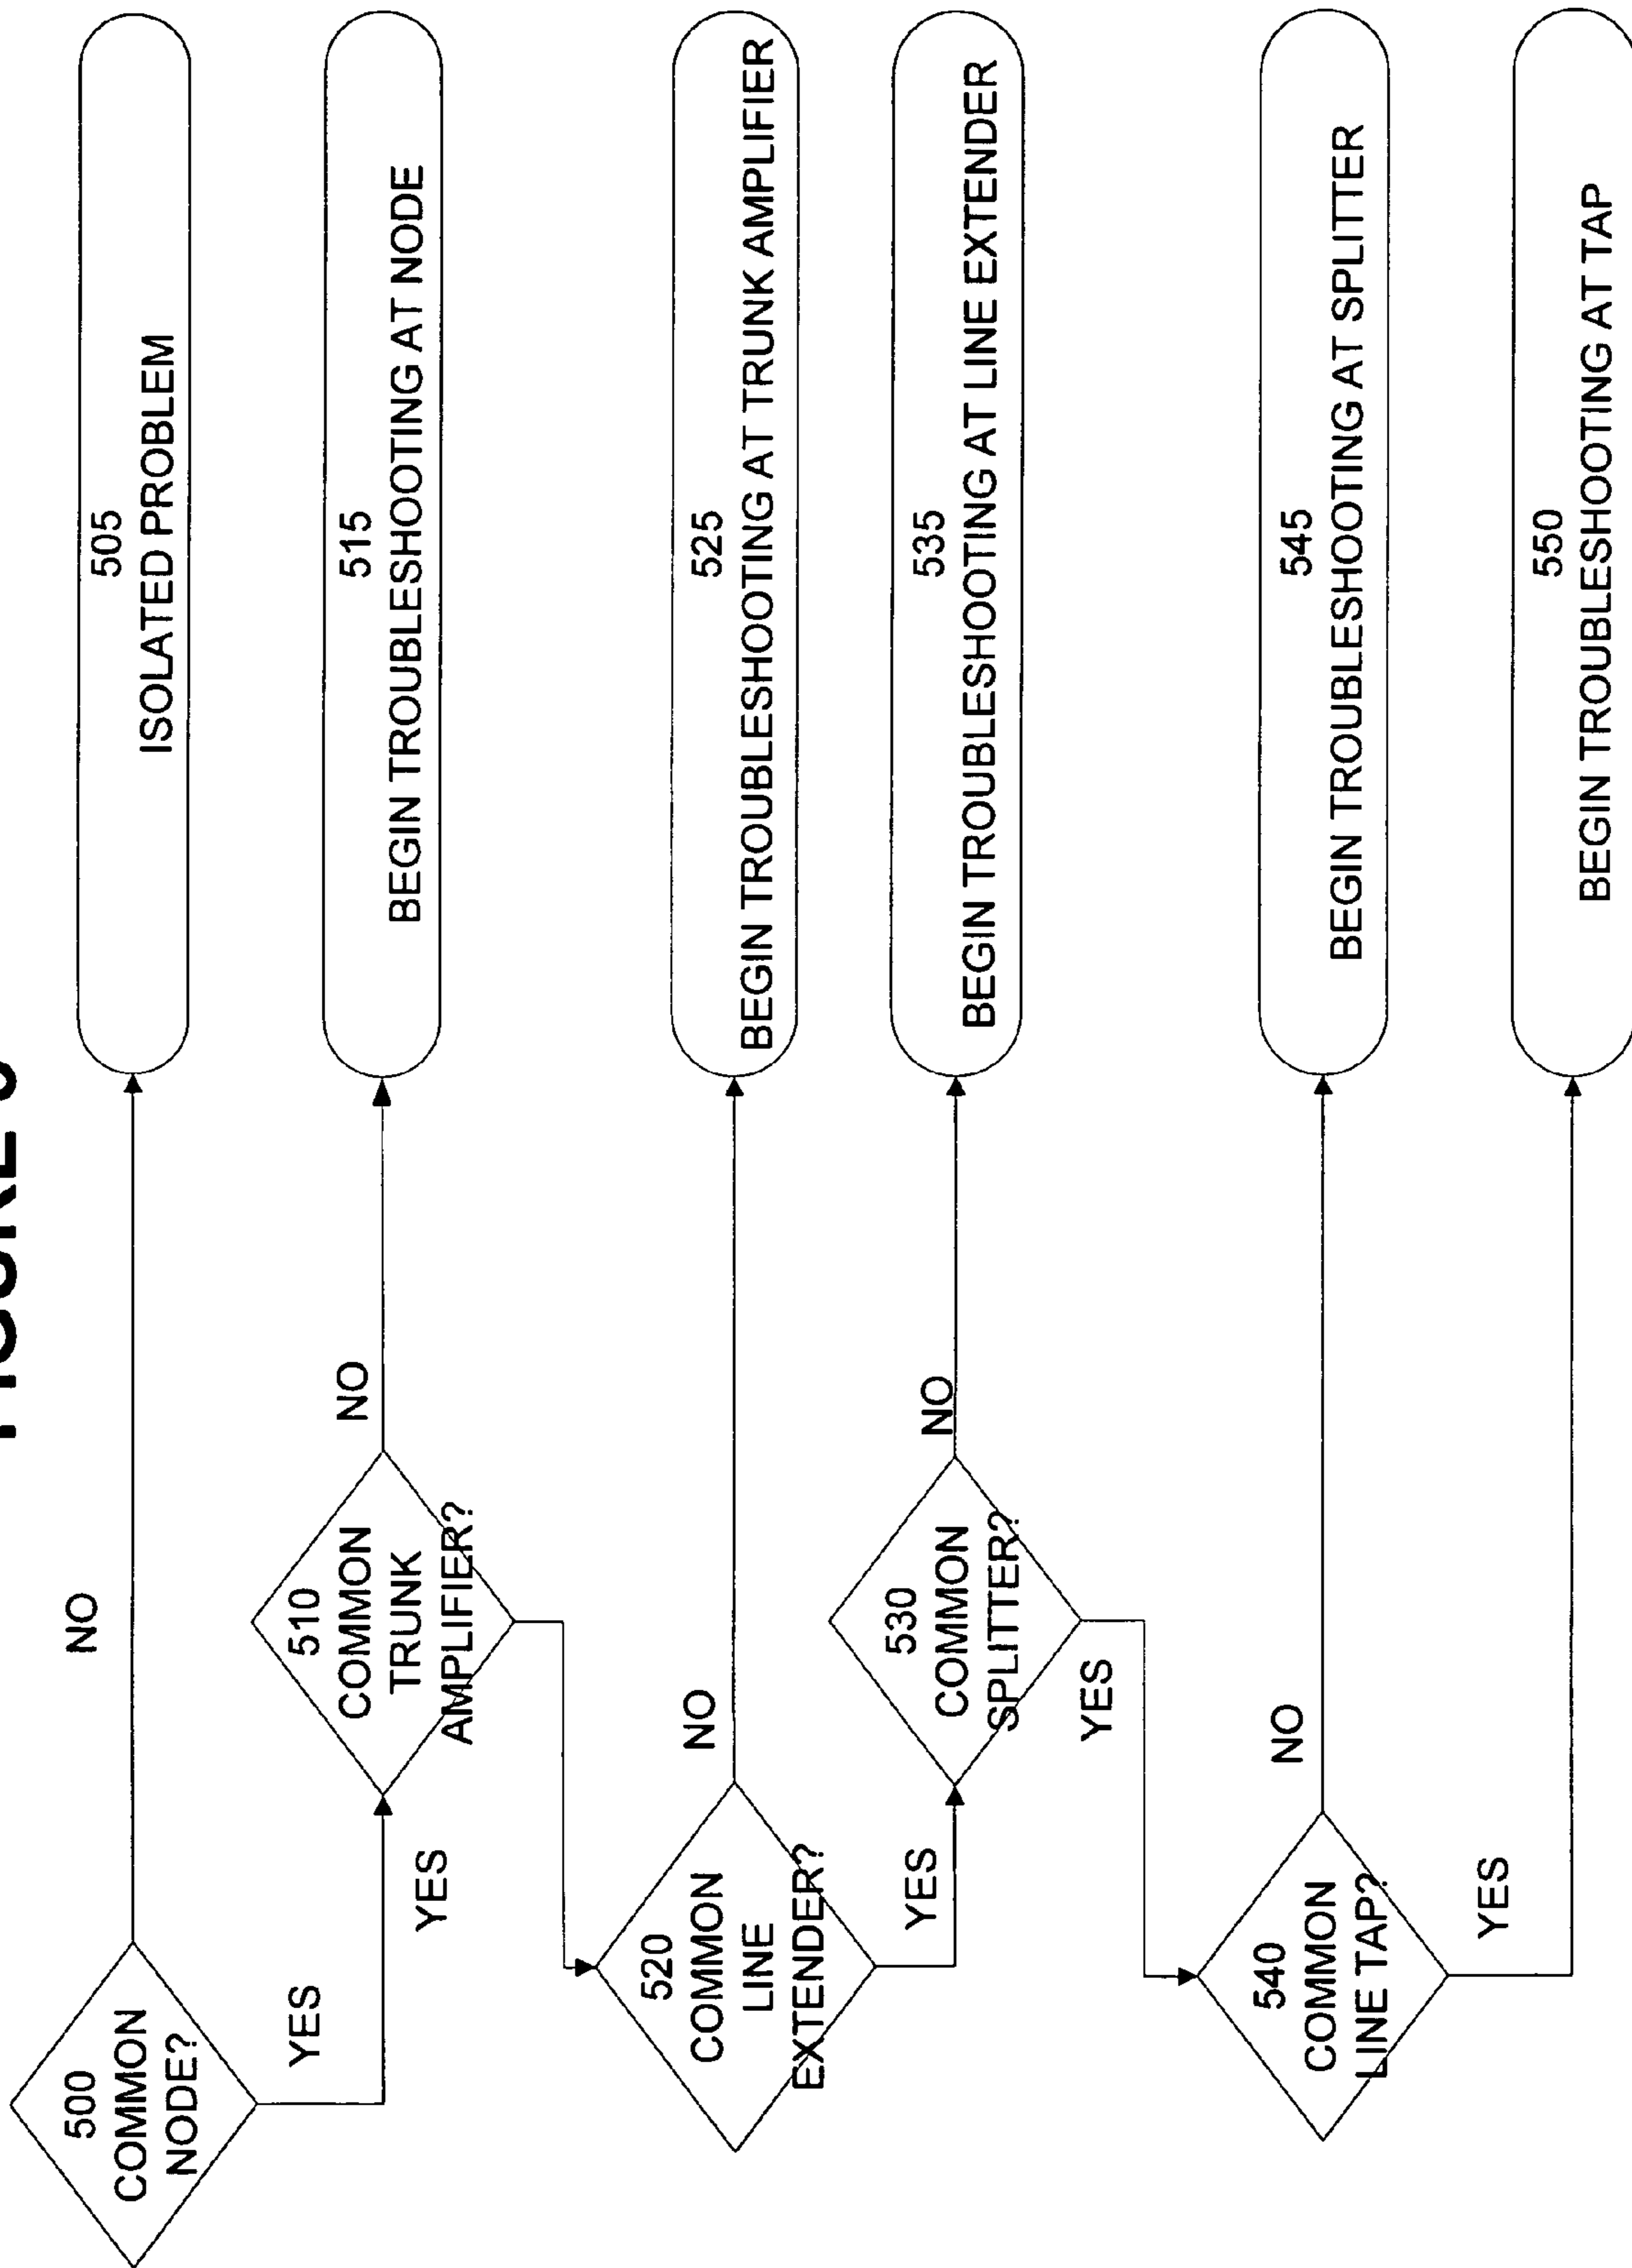 FIGURE
500
COMMON
NODE?
NO
YES
505
ISOLATED PROBLEM
510
COMMON
TRUNK
AMPLIFIER?
NO
YES
515
BEGIN TROUBLESHOOTING AT NODE
520
COMMON
LINE
EXTENDER?
NO
YES
525
BEGIN TROUBLESHOOTING AT TRUNK AMPLIFIER
530
COMMON
SPLITTER?
NO
YES
535
BEGIN TROUBLESHOOTING AT LINE EXTENDER
540
COMMON
LINE TAP?
NO
YES
545
BEGIN TROUBLESHOOTING AT SPLITTER
550
BEGIN TROUBLESHOOTING AT TAP